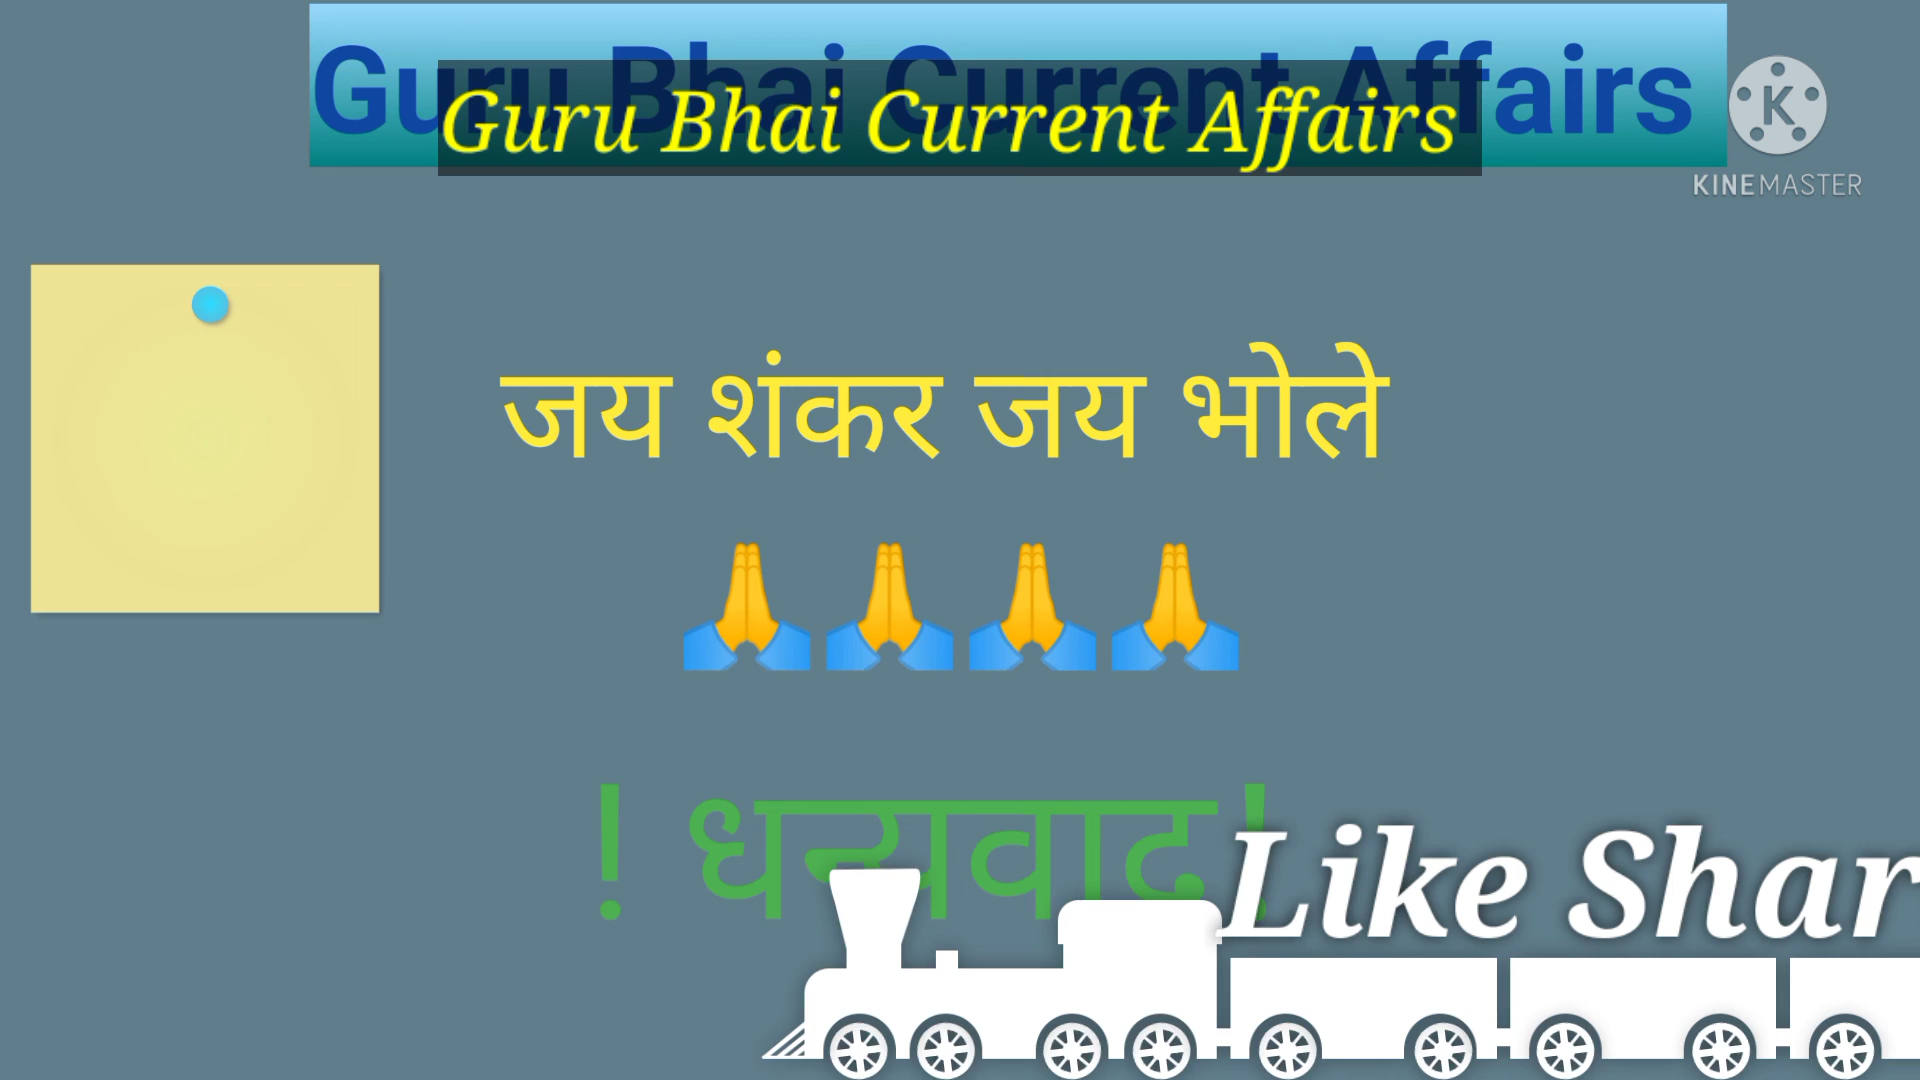 Guru Bhai Current Affairs
Guru Bhai Current Affairs
KINEMASTER
जय शंकर जय भोले
🙏🙏🙏🙏
! धन्यवाद!
Like Shar